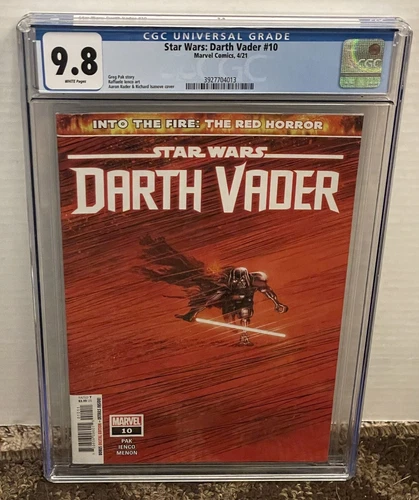 CGC UNIVERSAL GRADE
9.8
WHITE Pages
Star Wars: Darth Vader #10
Marvel Comics, 4/21
3927704013
Greg Pak story
Raffaele Ienco art
Aaron Kuder & Richard Isanove cover
CGC
INTO THE FIRE: THE RED HORROR
STAR WARS
DARTH VADER
MARVEL
10
PAK
IENCO
MENON